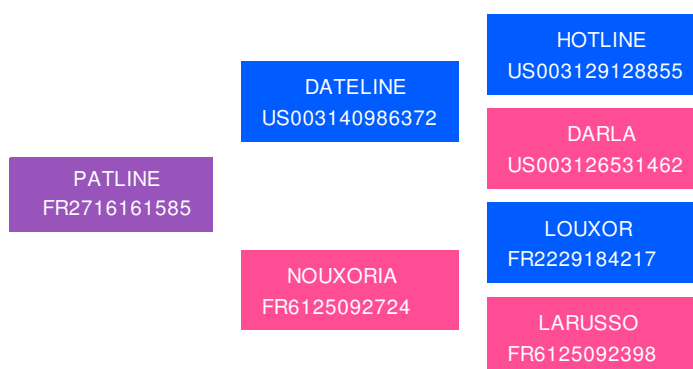 PATLINE
FR2716161585
DATELINE
US003140986372
NOUXORIA
FR6125092724
HOTLINE
US003129128855
DARLA
US003126531462
LOUXOR
FR2229184217
LARUSSO
FR6125092398